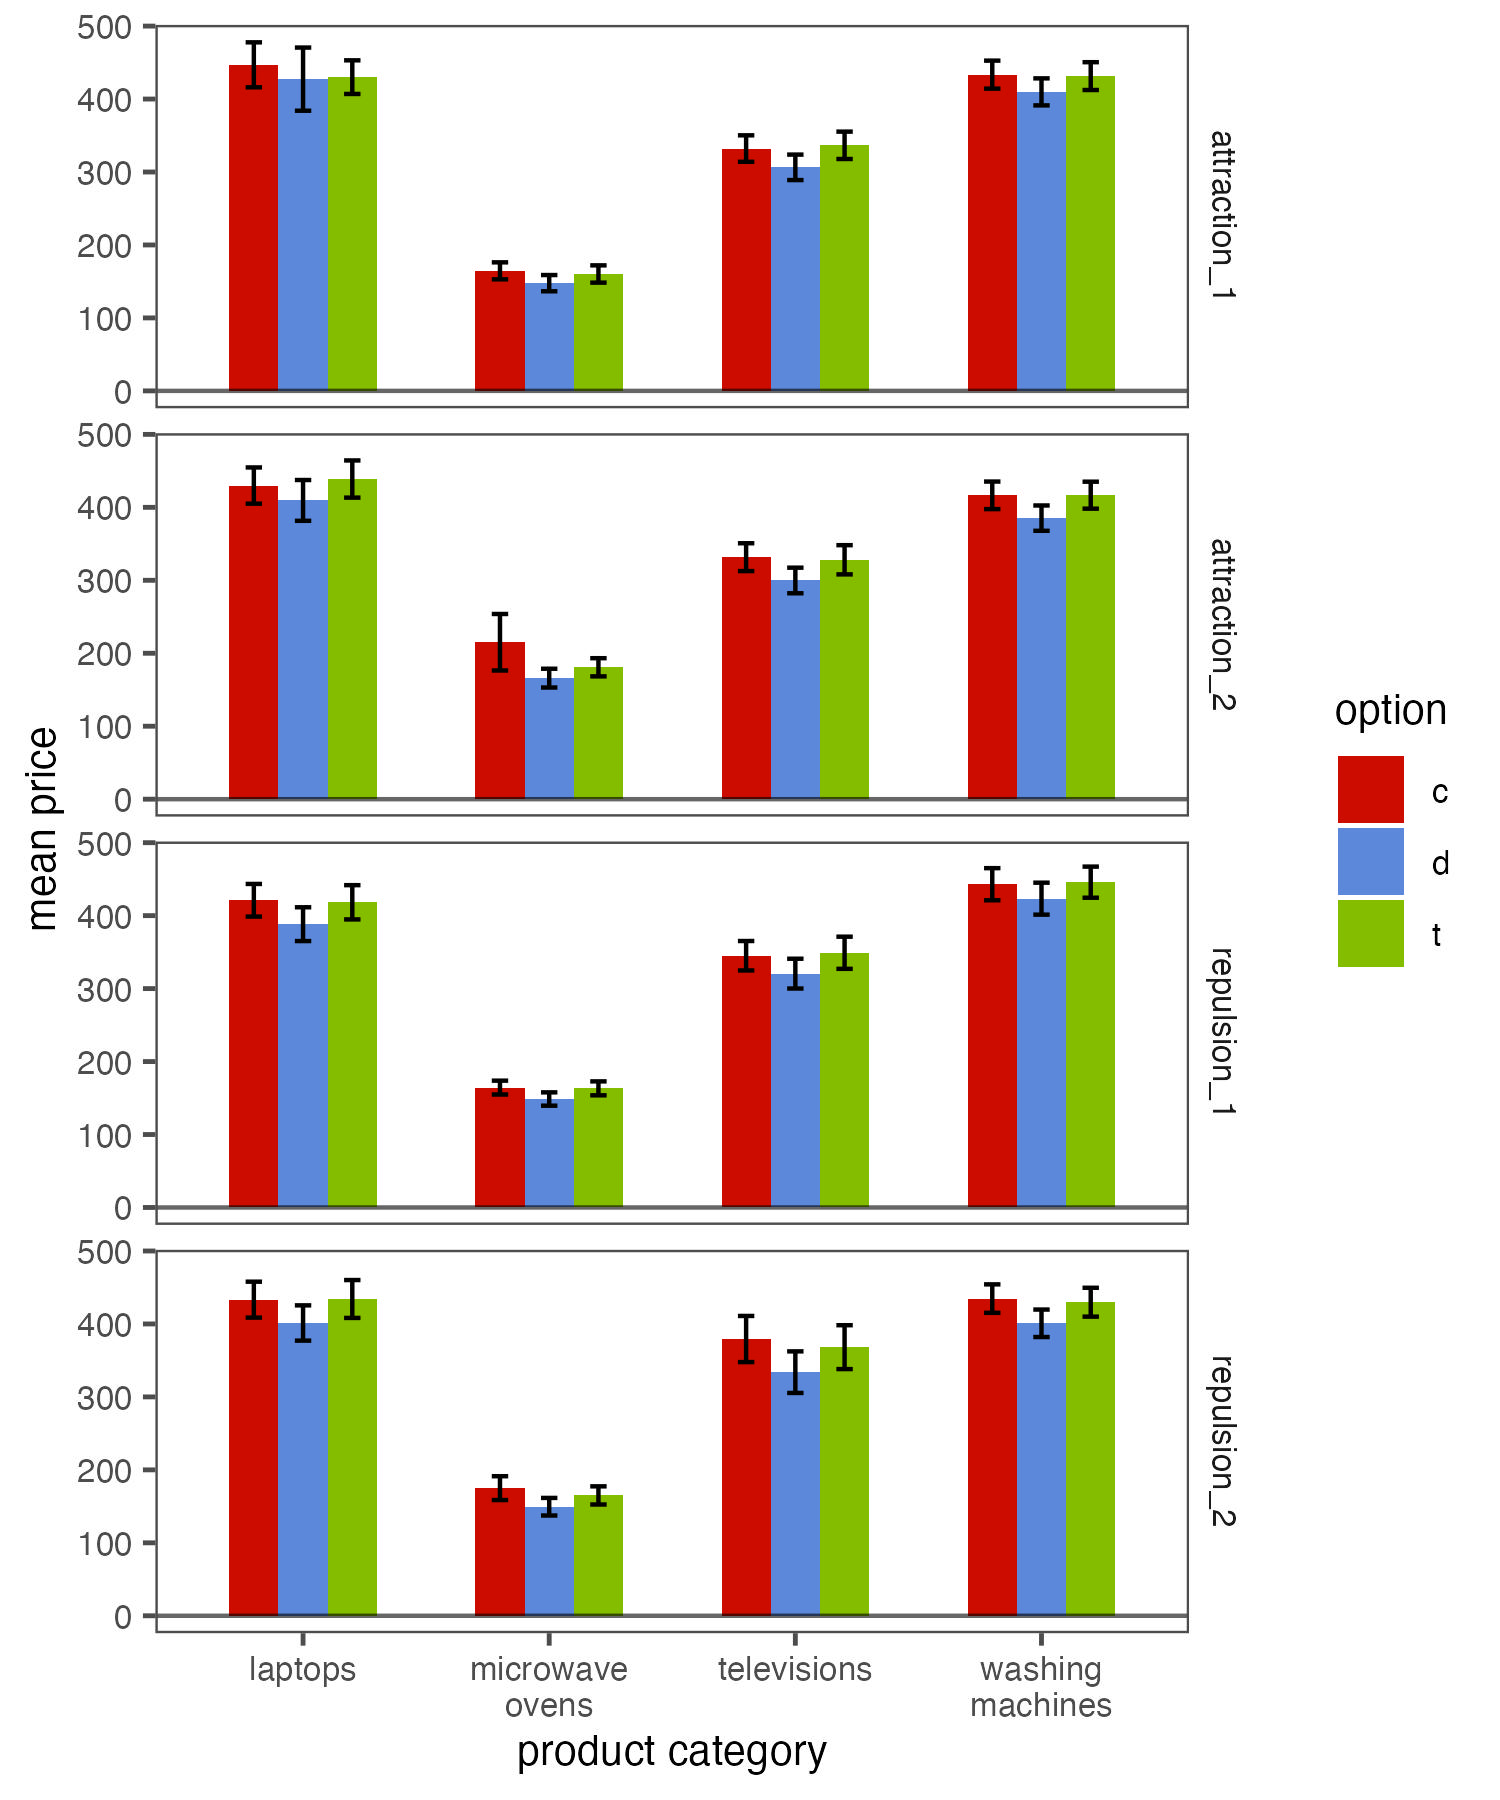 500
400
300
200
100
0
attraction_1
500
400
300
200
100
0
attraction_2
500
400
300
200
100
0
repulsion_1
500
400
300
200
100
0
repulsion_2
mean price
laptops
microwave
ovens
televisions
washing
machines
product category
option
c
d
t